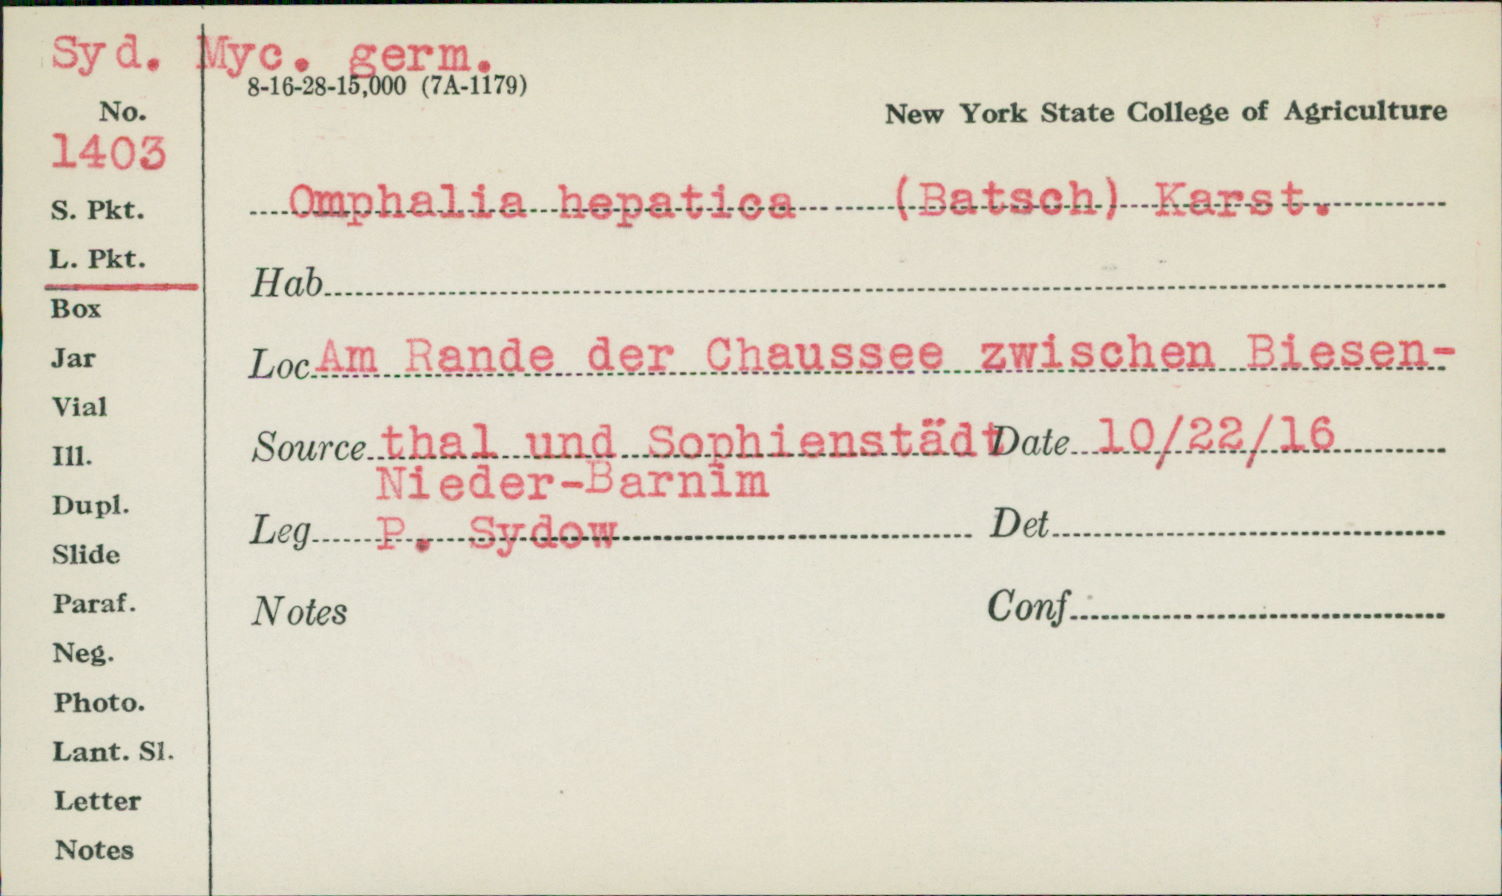 Syd. Myc. germ.
8-16-28-15,000 (7A-1179)
New York State College of Agriculture
No.
1403
S. Pkt.
L. Pkt.
Box
Jar
Vial
Ill.
Dupl.
Slide
Paraf.
Neg.
Photo.
Lant. Sl.
Letter
Notes
Omphalia hepatica (Batsch) Karst.
Hab
Loc Am Rande der Chaussee zwischen Biesen-
Source thal und Sophienstädt Date 10/22/16
Nieder-Barnim
Leg P. Sydow Det
Notes Conf